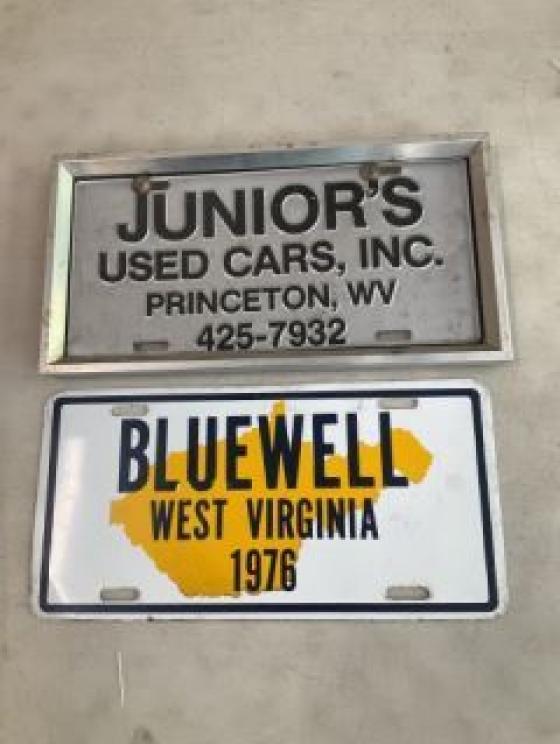 JUNIOR'S
USED CARS, INC.
PRINCETON, WV
425-7932
BLUEWELL
WEST VIRGINIA
1976